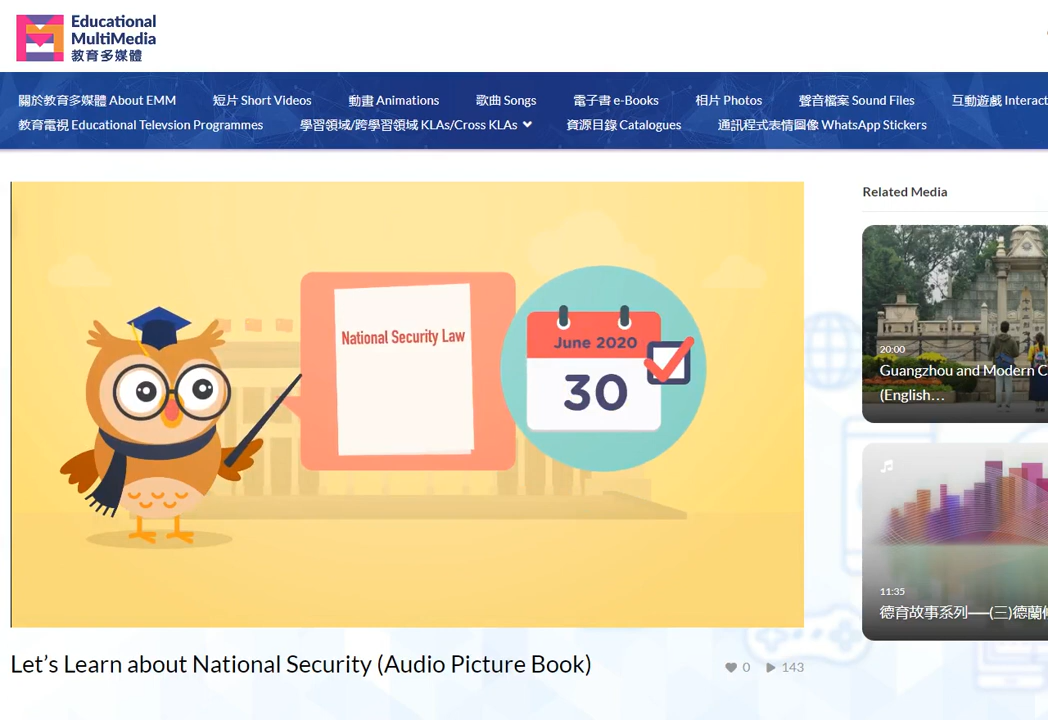 Educational
MultiMedia
教育多媒體
關於教育多媒體 About EMM
短片 Short Videos
動畫 Animations
歌曲 Songs
電子書 e-Books
相片 Photos
聲音檔案 Sound Files
互動遊戲 Interact
教育電視 Educational Televsion Programmes
學習領域/跨學習領域 KLAs/Cross KLAs
資源目錄 Catalogues
通訊程式表情圖像 WhatsApp Stickers
National Security Law
June 2020
30
Let’s Learn about National Security (Audio Picture Book)
0
143
Related Media
20:00
Guangzhou and Modern C
(English…
11:35
德育故事系列──(三)德蘭